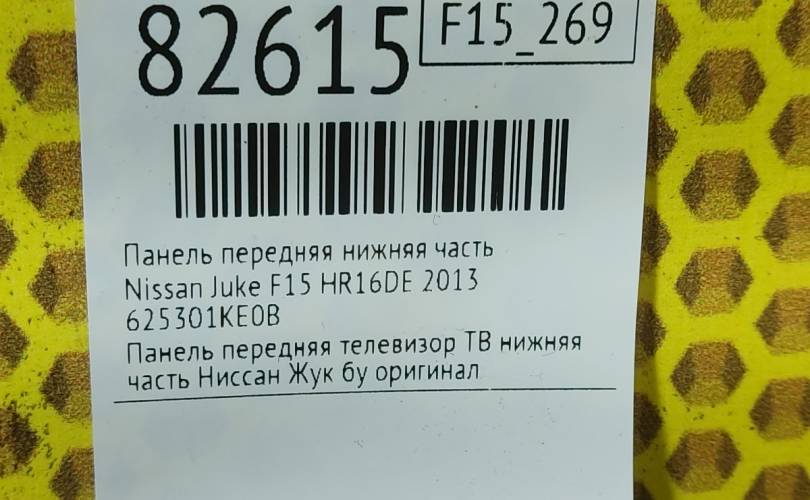 82615
F15_269
Панель передняя нижняя часть
Nissan Juke F15 HR16DE 2013
625301KE0B
Панель передняя телевизор ТВ нижняя
часть Ниссан Жук бу оригинал